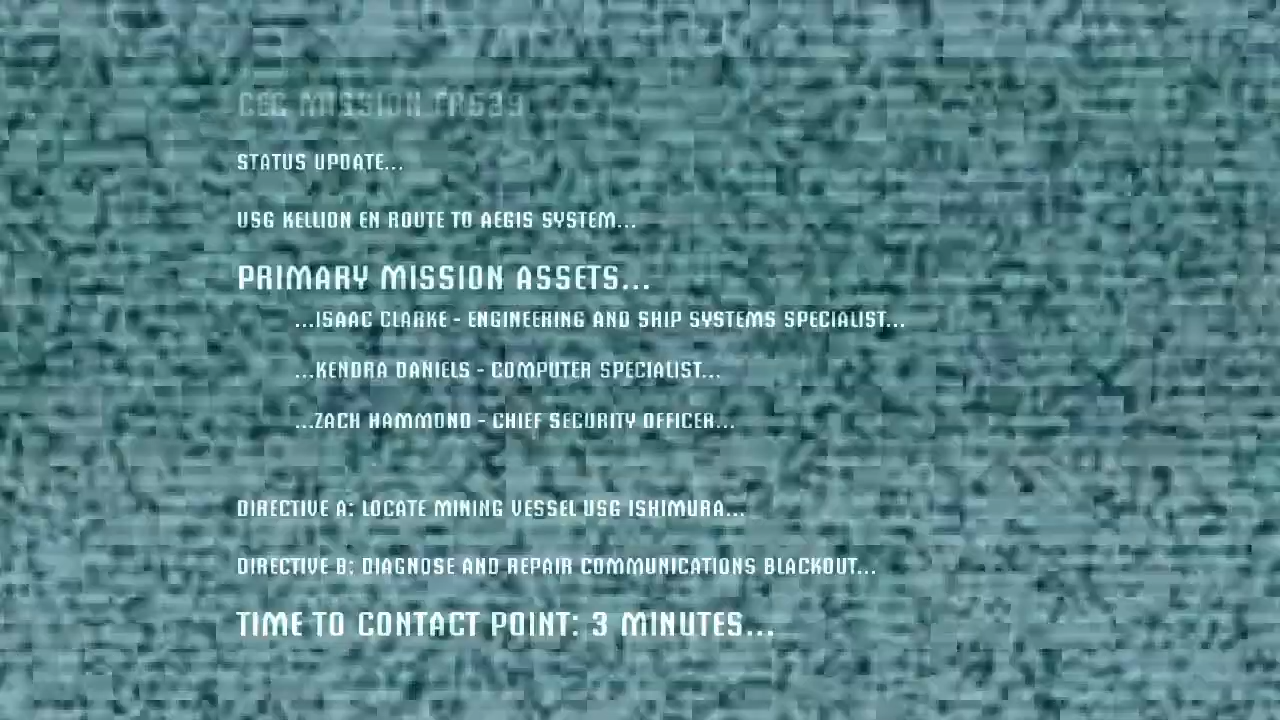 CEC MISSION
STATUS UPDATE...
USG KELLION EN ROUTE TO AEGIS SYSTEM...
PRIMARY MISSION ASSETS...
...ISAAC CLARKE - ENGINEERING AND SHIP SYSTEMS SPECIALIST...
...KENDRA DANIELS - COMPUTER SPECIALIST...
...ZACH HAMMOND - CHIEF SECURITY OFFICER...
DIRECTIVE A: LOCATE MINING VESSEL USG ISHIMURA...
DIRECTIVE B: DIAGNOSE AND REPAIR COMMUNICATIONS BLACKOUT...
TIME TO CONTACT POINT: 3 MINUTES...